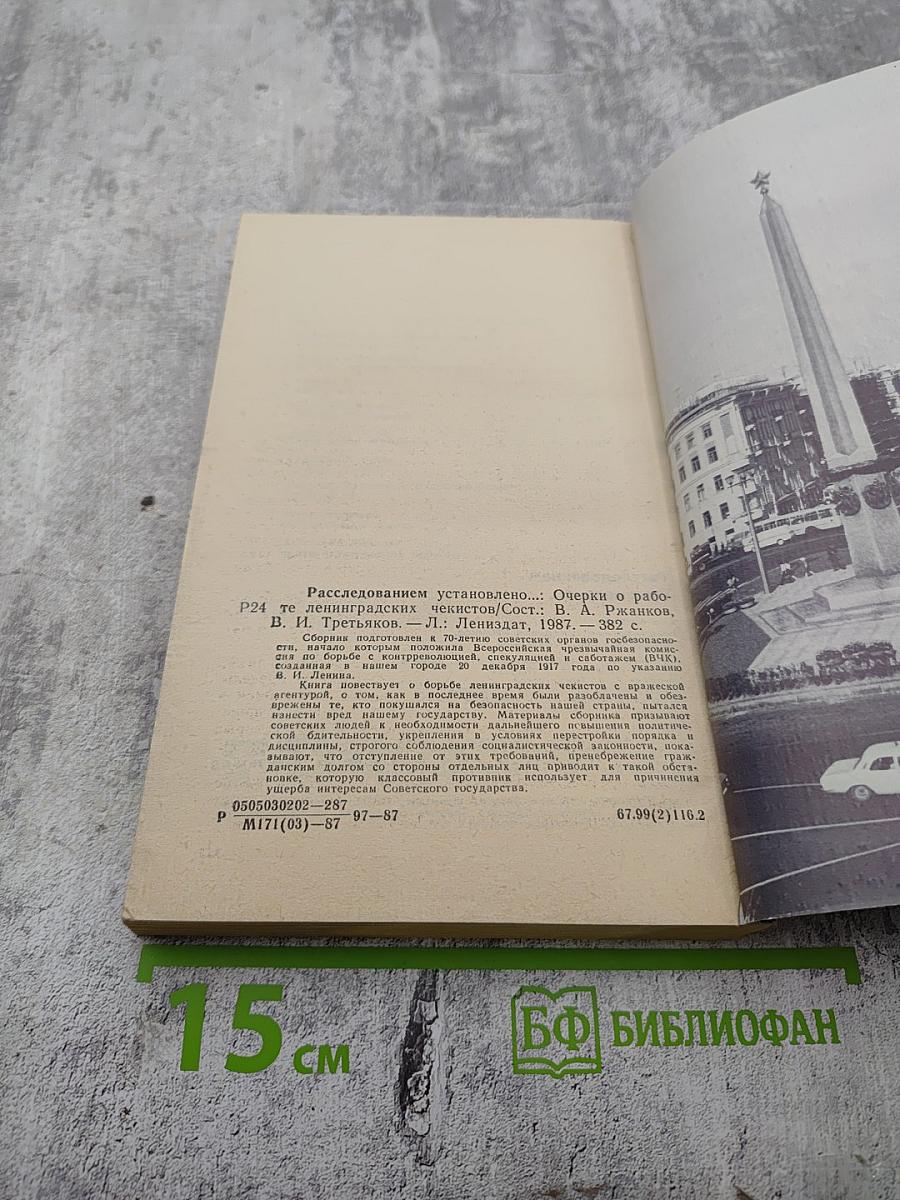 Расследованием установлено...: Очерки о рабо-
Р24 те ленинградских чекистов/Сост.: В. А. Ржанков,
В. И. Третьяков. — Л.: Лениздат, 1987. — 382 с.
Сборник подготовлен к 70-летию советских органов госбезопасно-
сти, начало которым положила Всероссийская чрезвычайная комис-
сия по борьбе с контрреволюцией, спекуляцией и саботажем (ВЧК),
созданная в нашем городе 20 декабря 1917 года по указанию
В. И. Ленина.
Книга повествует о борьбе ленинградских чекистов с вражеской
агентурой, о том, как в последнее время были разоблачены и обез-
врежены те, кто покушался на безопасность нашей страны, пытался
нанести вред нашему государству. Материалы сборника призывают
советских людей к необходимости дальнейшего повышения политиче-
ской бдительности, укрепления в условиях перестройки порядка и
дисциплины, строгого соблюдения социалистической законности, пока-
зывают, что отступление от этих требований, пренебрежение граж-
данским долгом со стороны отдельных лиц приводит к такой обста-
новке, которую классовый противник использует для причинения
ущерба интересам Советского государства.
Р 0505030202—287
М171(03)—87 97—87
67.99(2)116.2
15 см
БФ БИБЛИОФАН